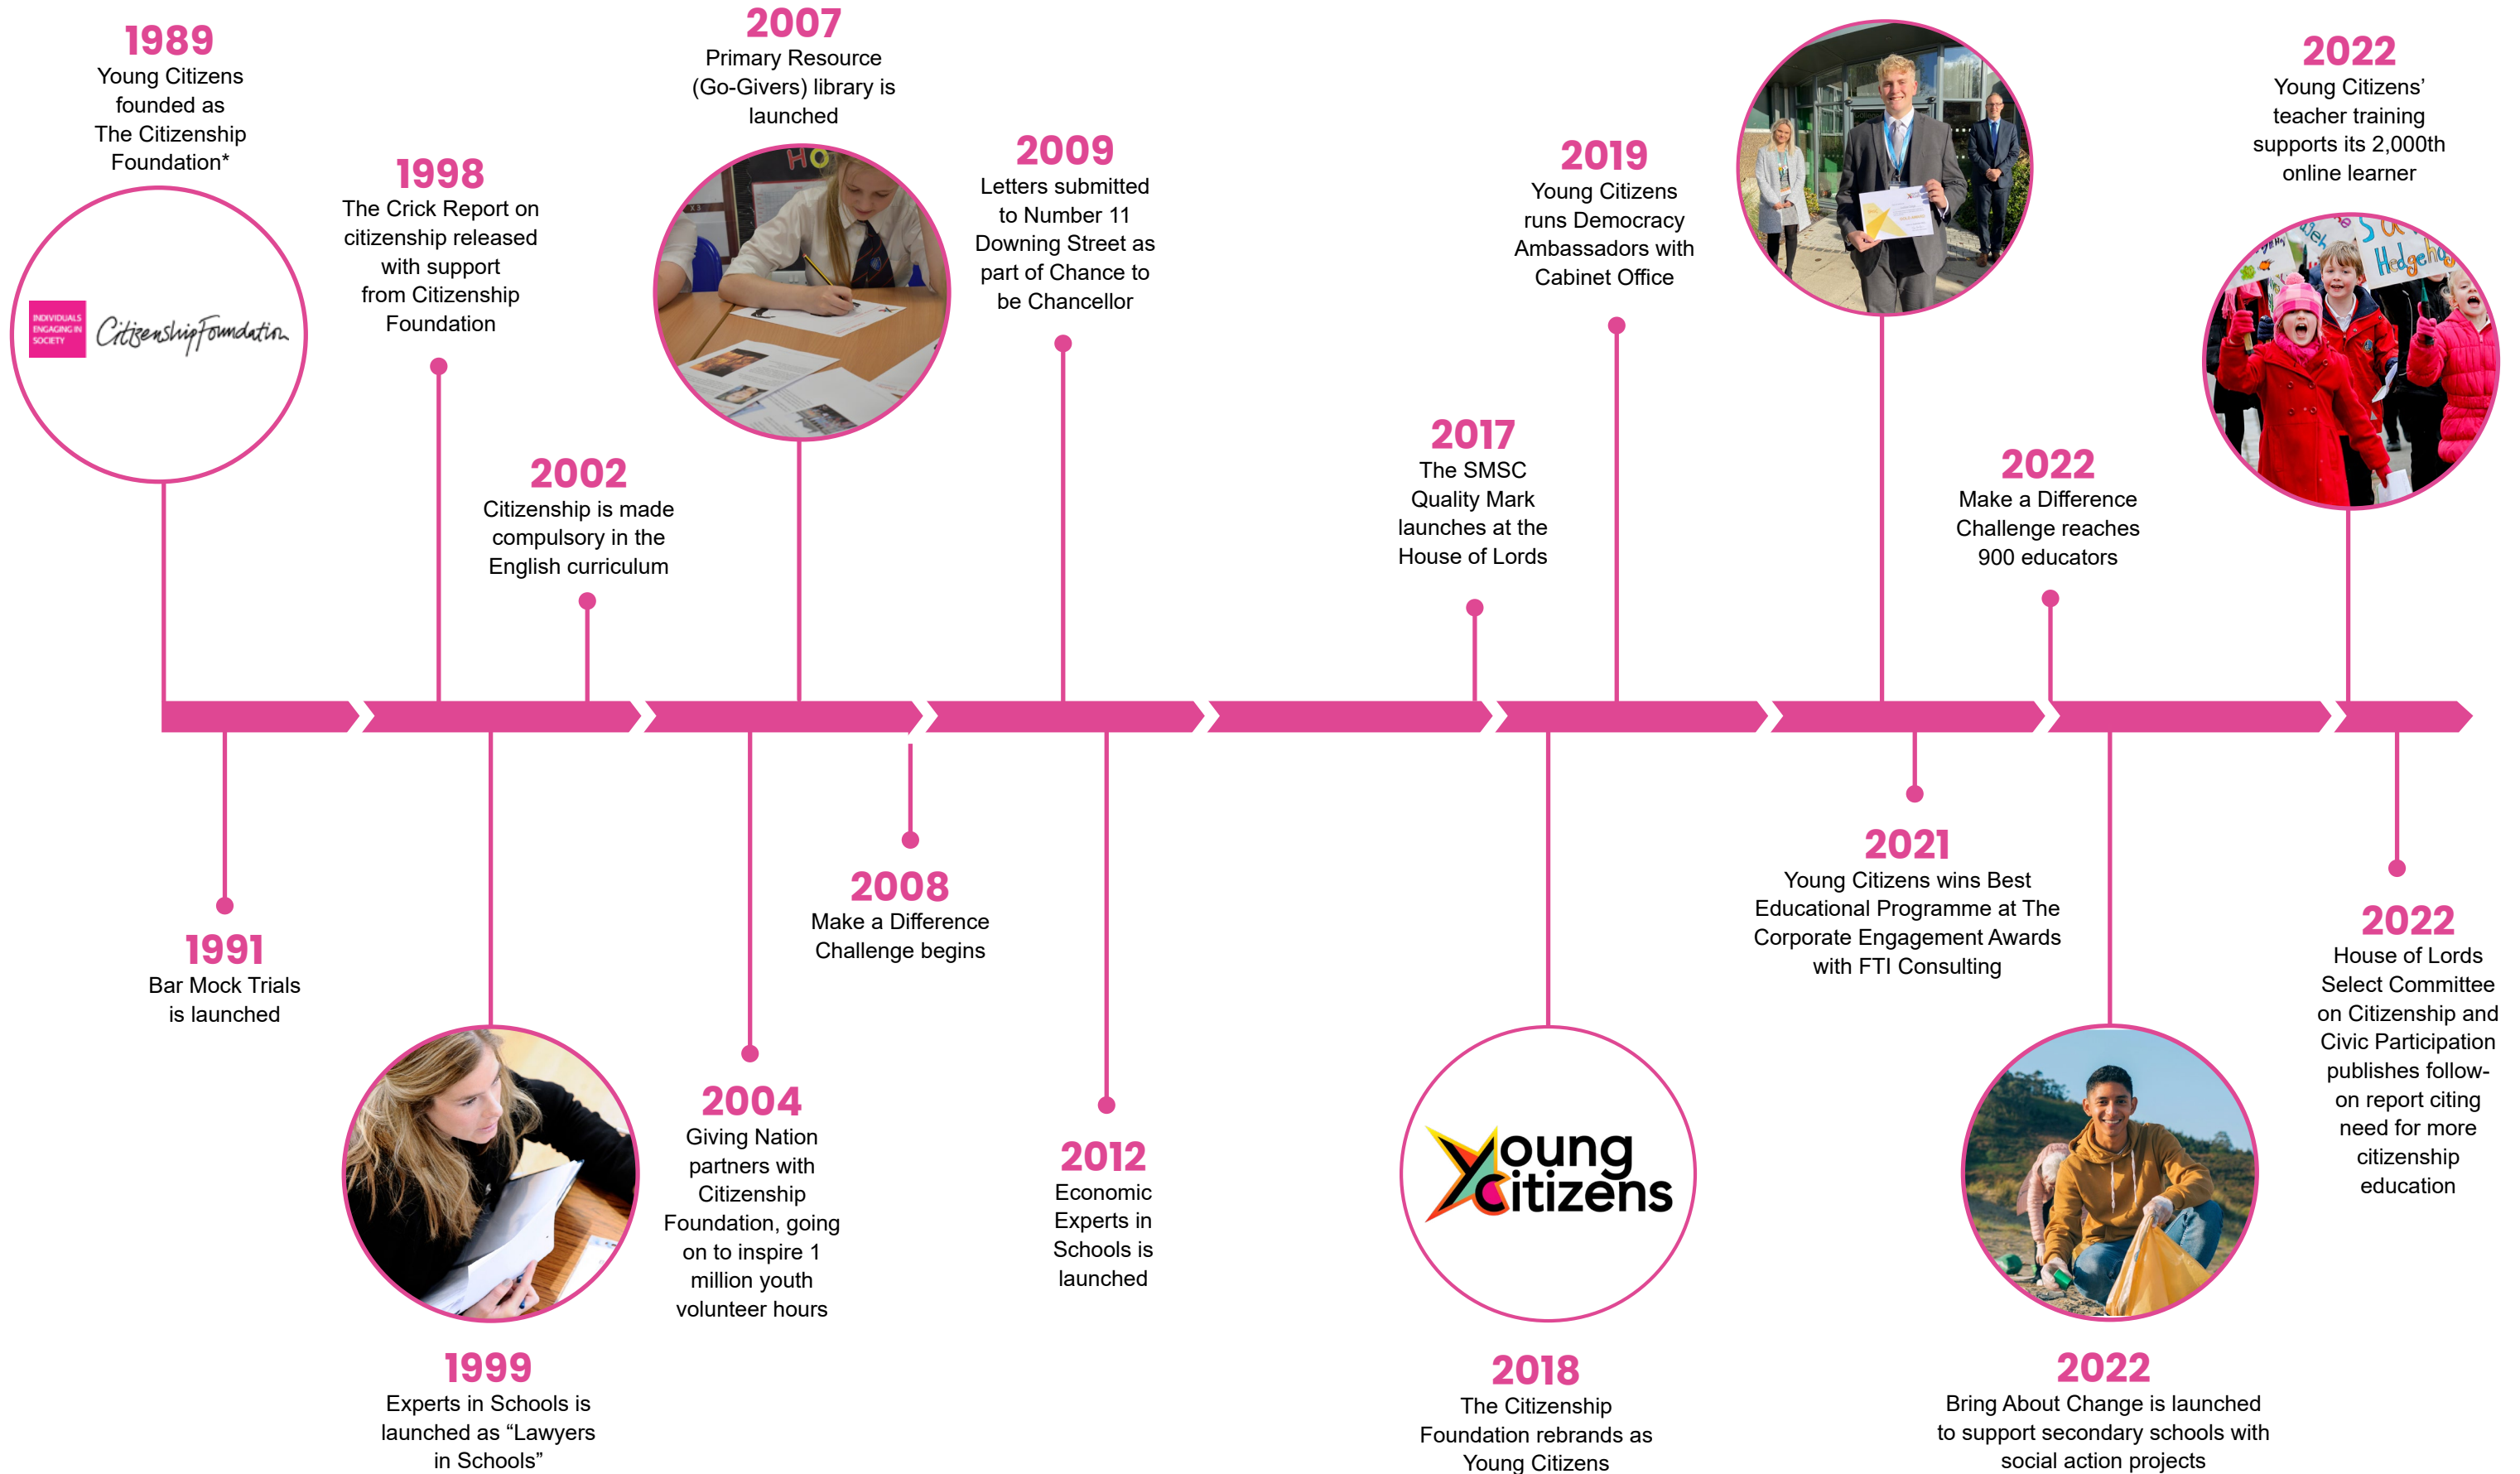 1989
Young Citizens
founded as
The Citizenship
Foundation*
INDIVIDUALS
ENGAGING IN
SOCIETY
Citizenship Foundation
1998
The Crick Report on
citizenship released
with support
from Citizenship
Foundation
2002
Citizenship is made
compulsory in the
English curriculum
2007
Primary Resource
(Go-Givers) library is
launched
HO
2009
Letters submitted
to Number 11
Downing Street as
part of Chance to
be Chancellor
2017
The SMSC
Quality Mark
launches at the
House of Lords
2019
Young Citizens
runs Democracy
Ambassadors with
Cabinet Office
2022
Make a Difference
Challenge reaches
900 educators
2022
Young Citizens’
teacher training
supports its 2,000th
online learner
Hedgeho
1991
Bar Mock Trials
is launched
1999
Experts in Schools is
launched as “Lawyers
in Schools”
2004
Giving Nation
partners with
Citizenship
Foundation, going
on to inspire 1
million youth
volunteer hours
2008
Make a Difference
Challenge begins
2012
Economic
Experts in
Schools is
launched
Young
Citizens
2018
The Citizenship
Foundation rebrands as
Young Citizens
2021
Young Citizens wins Best
Educational Programme at The
Corporate Engagement Awards
with FTI Consulting
2022
Bring About Change is launched
to support secondary schools with
social action projects
2022
House of Lords
Select Committee
on Citizenship and
Civic Participation
publishes follow-
on report citing
need for more
citizenship
education